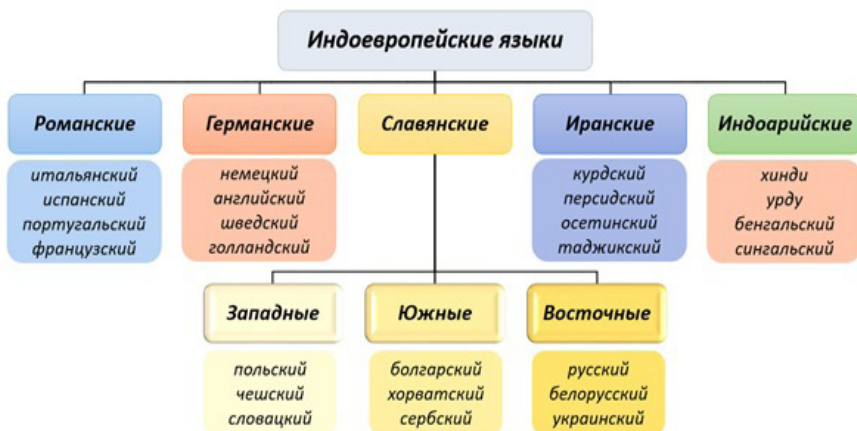 Индоевропейские языки
Романские
Германские
Славянские
Иранские
Индоарийские
итальянский
испанский
португальский
французский
немецкий
английский
шведский
голландский
курдский
персидский
осетинский
таджикский
хинди
урду
бенгальский
сингальский
Западные
Южные
Восточные
польский
чешский
словацкий
болгарский
хорватский
сербский
русский
белорусский
украинский